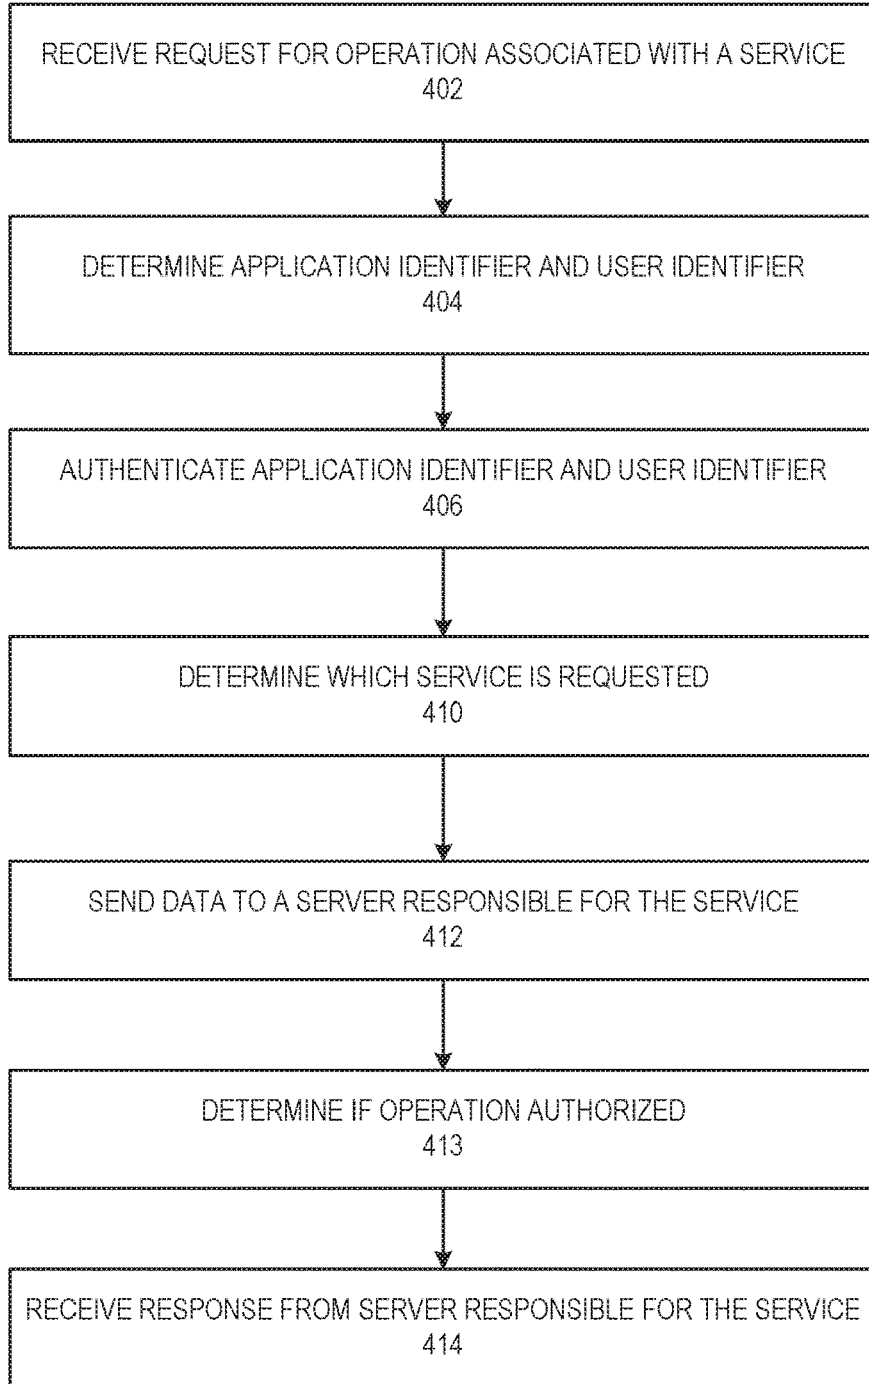 RECEIVE REQUEST FOR OPERATION ASSOCIATED WITH A SERVICE
402
DETERMINE APPLICATION IDENTIFIER AND USER IDENTIFIER
404
AUTHENTICATE APPLICATION IDENTIFIER AND USER IDENTIFIER
406
DETERMINE WHICH SERVICE IS REQUESTED
410
SEND DATA TO A SERVER RESPONSIBLE FOR THE SERVICE
412
DETERMINE IF OPERATION AUTHORIZED
413
RECEIVE RESPONSE FROM SERVER RESPONSIBLE FOR THE SERVICE
414